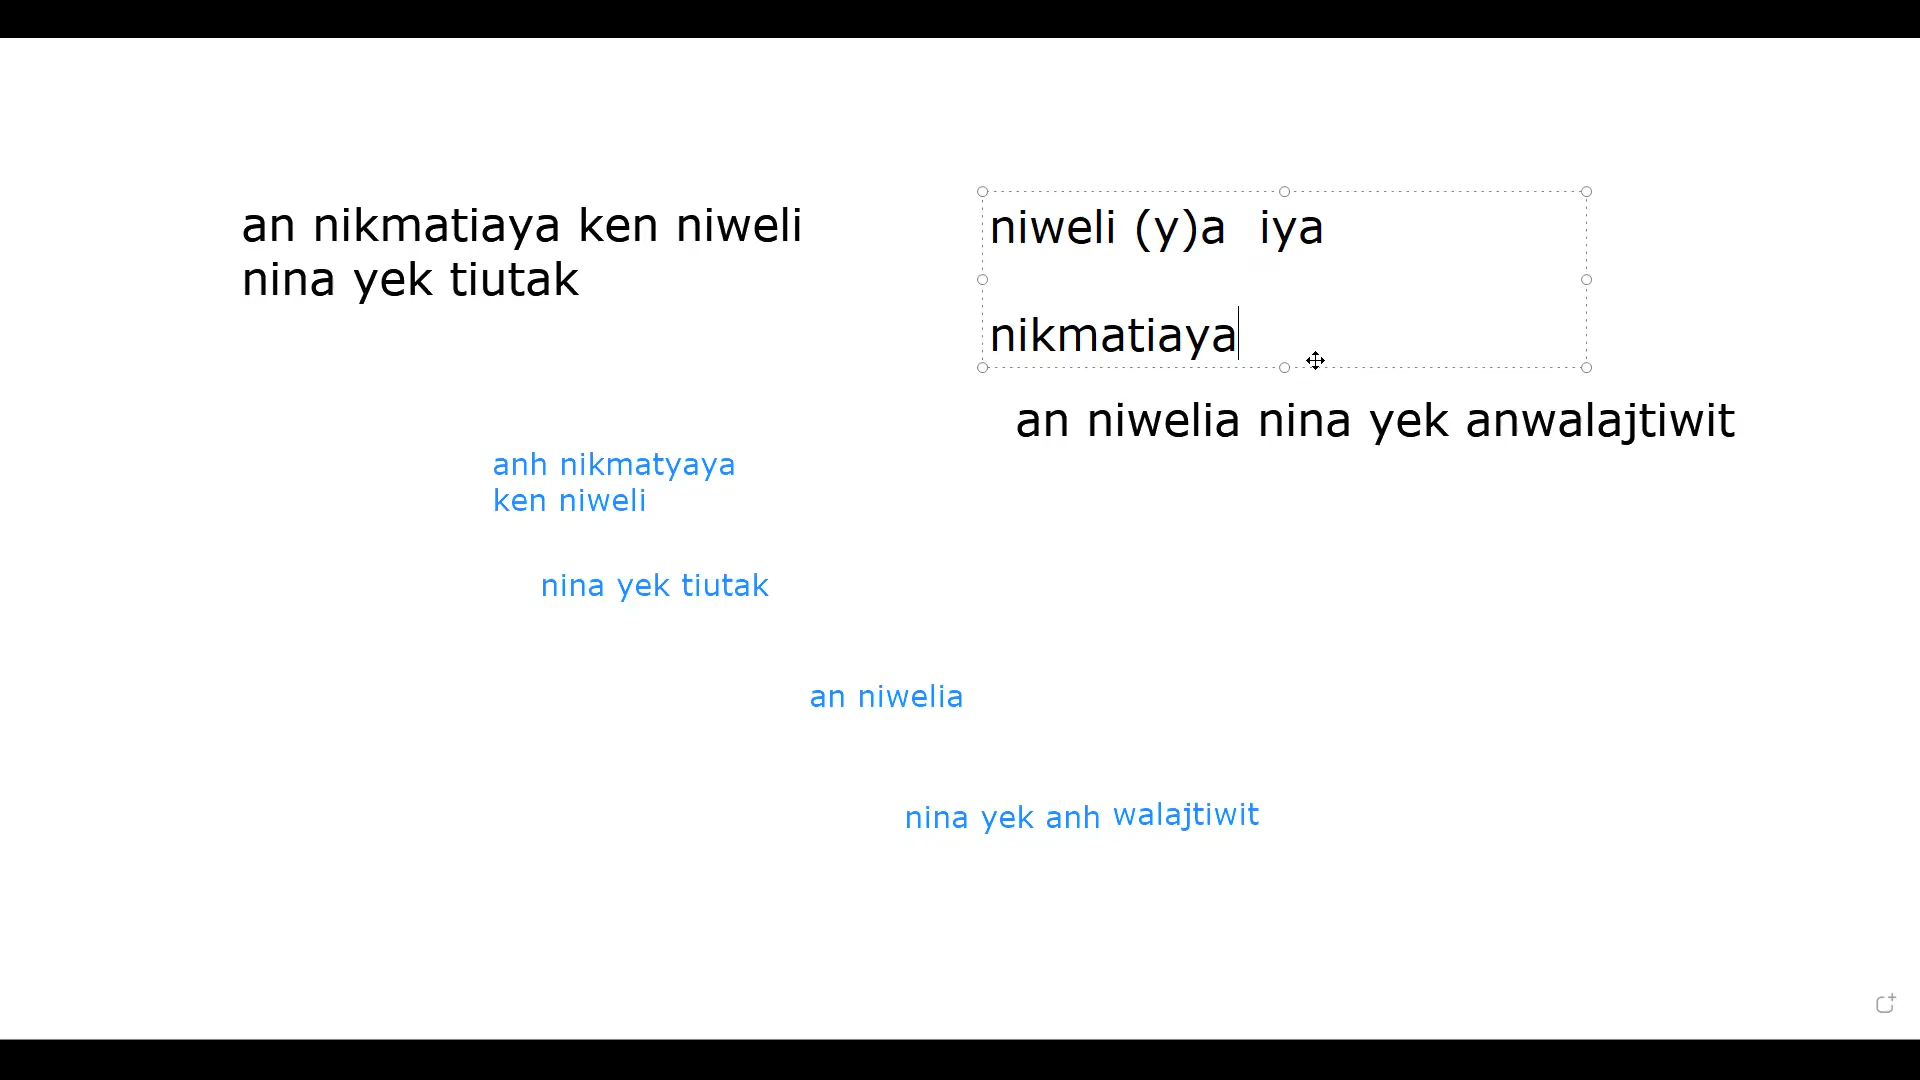 an nikmatiaya ken niweli
nina yek tiutak
niweli (y)a  iya
nikmatiaya
an niwelia nina yek anwalajtiwit
anh nikmatyaya
ken niweli
nina yek tiutak
an niwelia
nina yek anh walajtiwit